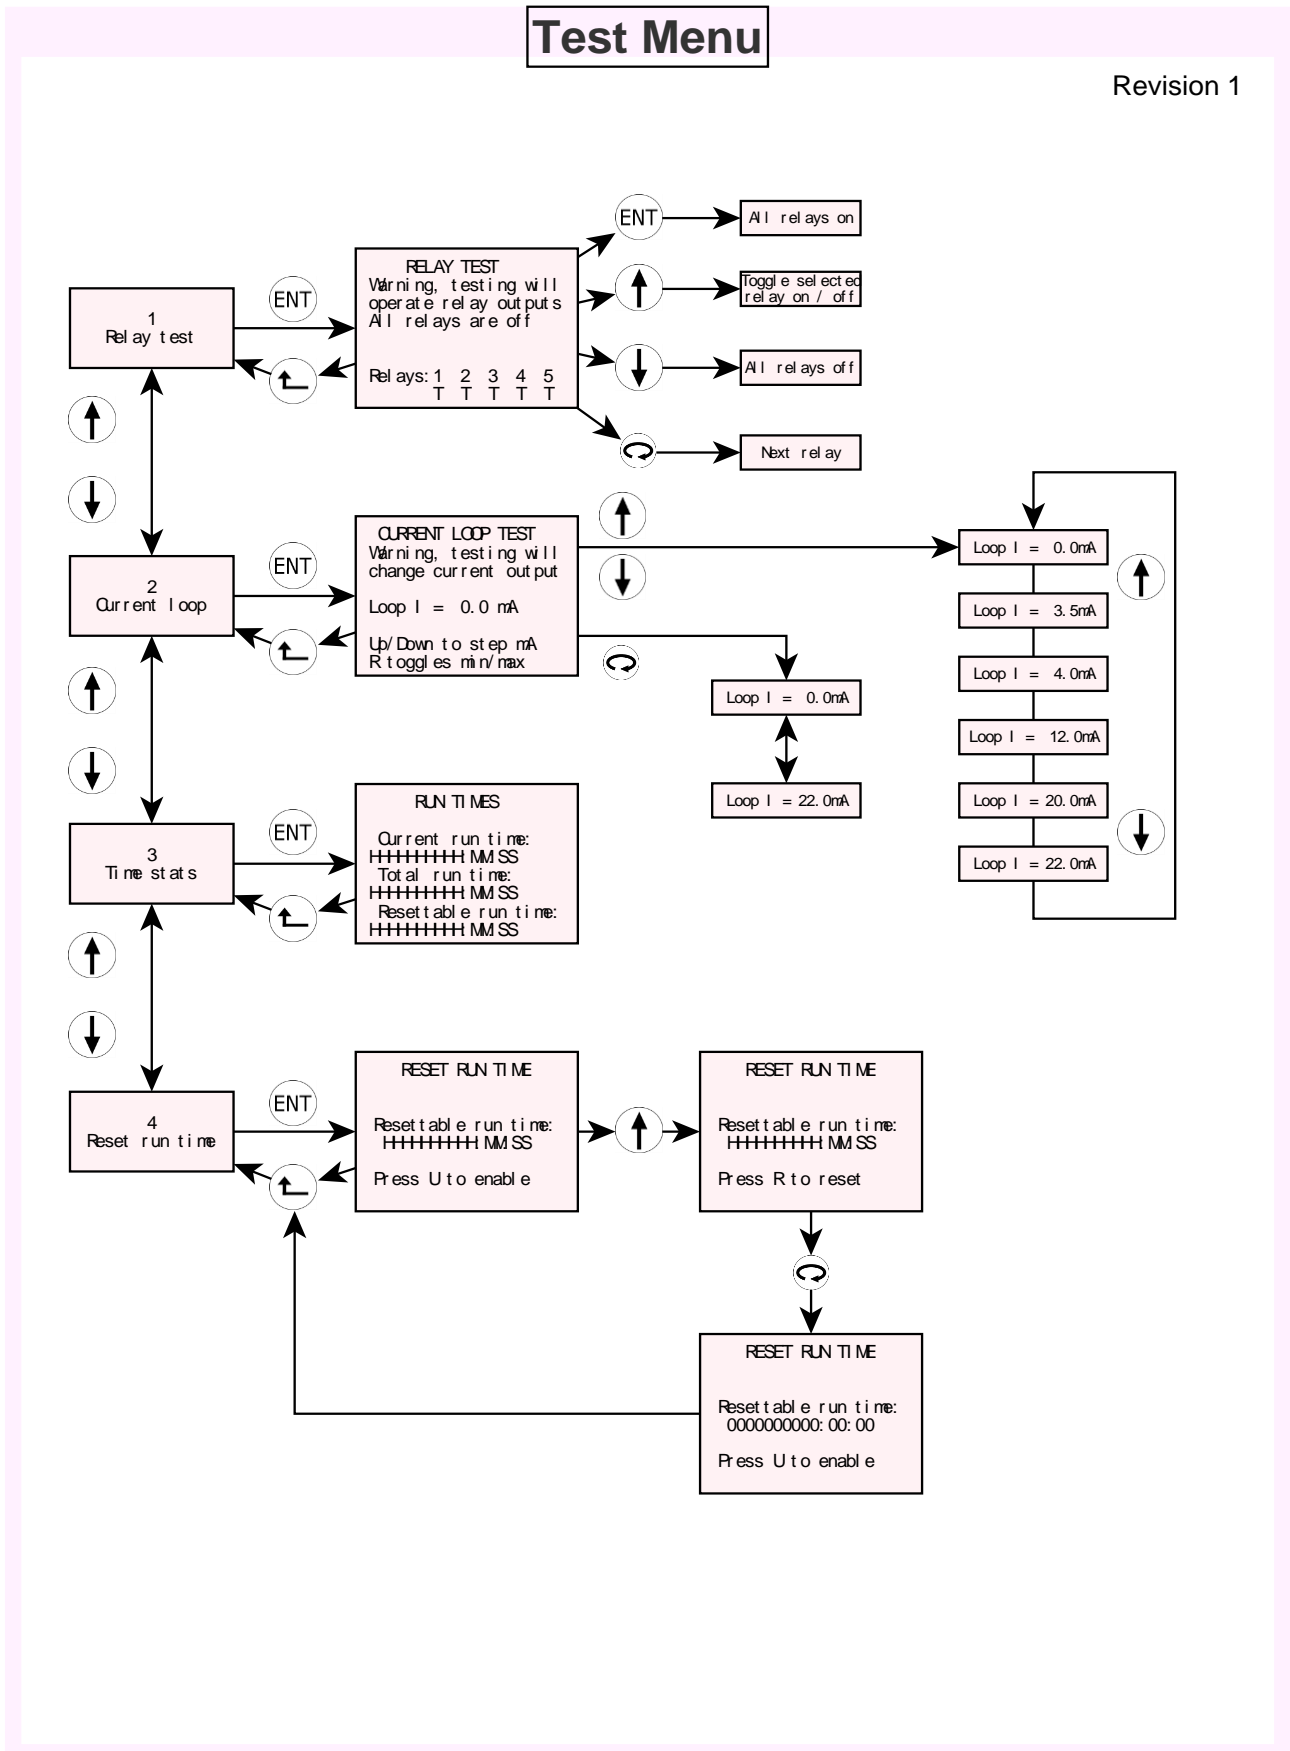 Test Menu
Revision 1
ENT
All relays on
RELAY TEST
Warning, testing will
operate relay outputs
All relays are off
Relays: 1 2 3 4 5
T T T T T
ENT
1
Relay test
Toggle selected
relay on / off
All relays off
Next relay
CURRENT LOOP TEST
Warning, testing will
change current output
Loop I = 0.0 mA
Up/Down to step mA
R toggles min/max
ENT
2
Current loop
Loop I = 0.0mA
Loop I = 22.0mA
Loop I = 0.0mA
Loop I = 3.5mA
Loop I = 4.0mA
Loop I = 12.0mA
Loop I = 20.0mA
Loop I = 22.0mA
ENT
3
Time stats
RUN TIMES
Current run time:
HHHHHHHHHH:MM:SS
Total run time:
HHHHHHHHHH:MM:SS
Resettable run time:
HHHHHHHHHH:MM:SS
ENT
4
Reset run time
RESET RUN TIME
Resettable run time:
HHHHHHHHHH:MM:SS
Press U to enable
RESET RUN TIME
Resettable run time:
HHHHHHHHHH:MM:SS
Press R to reset
RESET RUN TIME
Resettable run time:
0000000000:00:00
Press U to enable